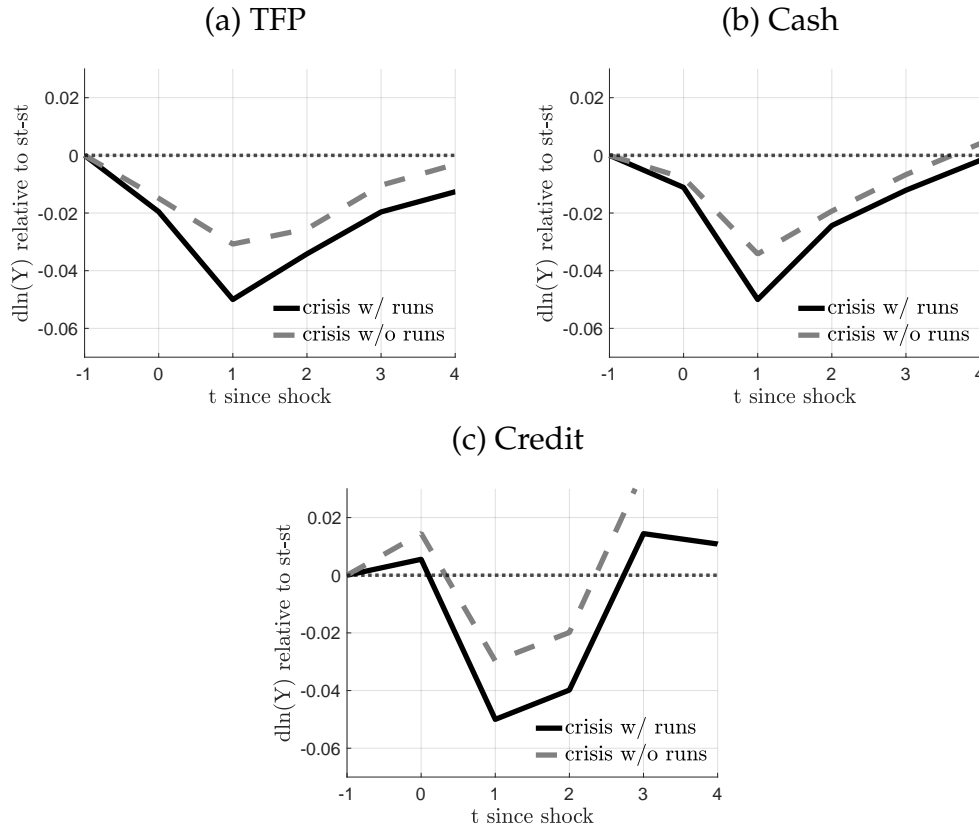 (a) TFP
dln(Y) relative to st-st
0.02
0
-0.02
-0.04
-0.06
crisis w/ runs
crisis w/o runs
-1 0 1 2 3 4
t since shock
(b) Cash
dln(Y) relative to st-st
0.02
0
-0.02
-0.04
-0.06
crisis w/ runs
crisis w/o runs
-1 0 1 2 3 4
t since shock
(c) Credit
dln(Y) relative to st-st
0.02
0
-0.02
-0.04
-0.06
crisis w/ runs
crisis w/o runs
-1 0 1 2 3 4
t since shock